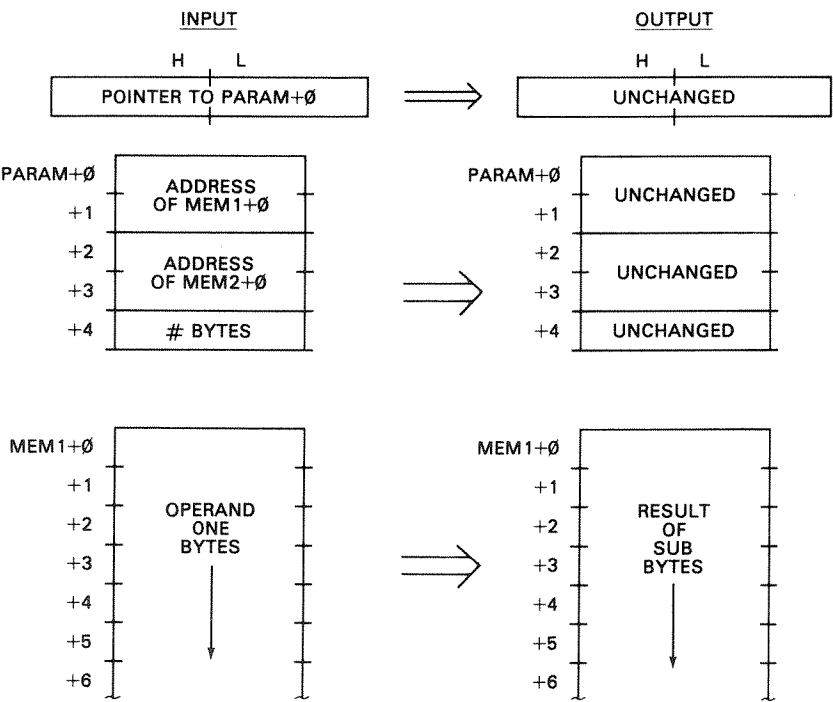 INPUT
OUTPUT
H L
H L
POINTER TO PARAM+Ø
UNCHANGED
PARAM+Ø
+1
+2
+3
+4
ADDRESS
OF MEM1+Ø
ADDRESS
OF MEM2+Ø
# BYTES
PARAM+Ø
+1
+2
+3
+4
UNCHANGED
UNCHANGED
UNCHANGED
MEM1+Ø
+1
+2
+3
+4
+5
+6
OPERAND
ONE
BYTES
MEM1+Ø
+1
+2
+3
+4
+5
+6
RESULT
OF
SUB
BYTES